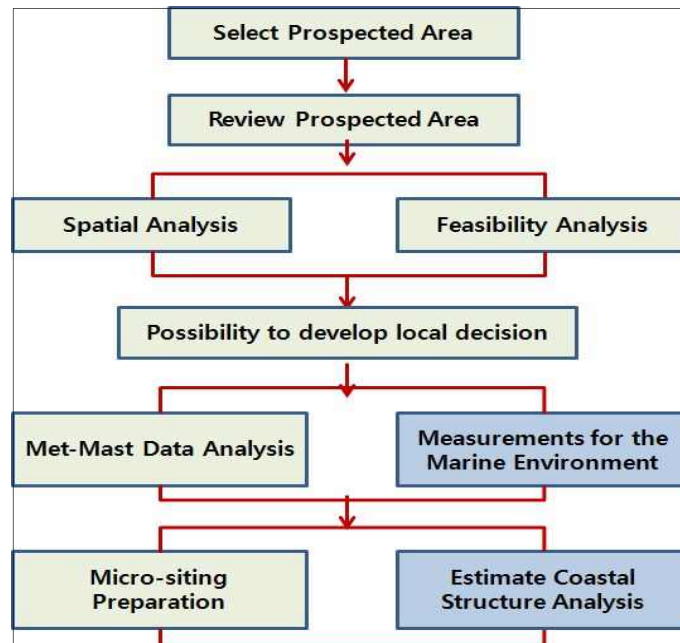 Select Prospected Area
Review Prospected Area
Spatial Analysis
Feasibility Analysis
Possibility to develop local decision
Met-Mast Data Analysis
Measurements for the
Marine Environment
Micro-siting
Preparation
Estimate Coastal
Structure Analysis